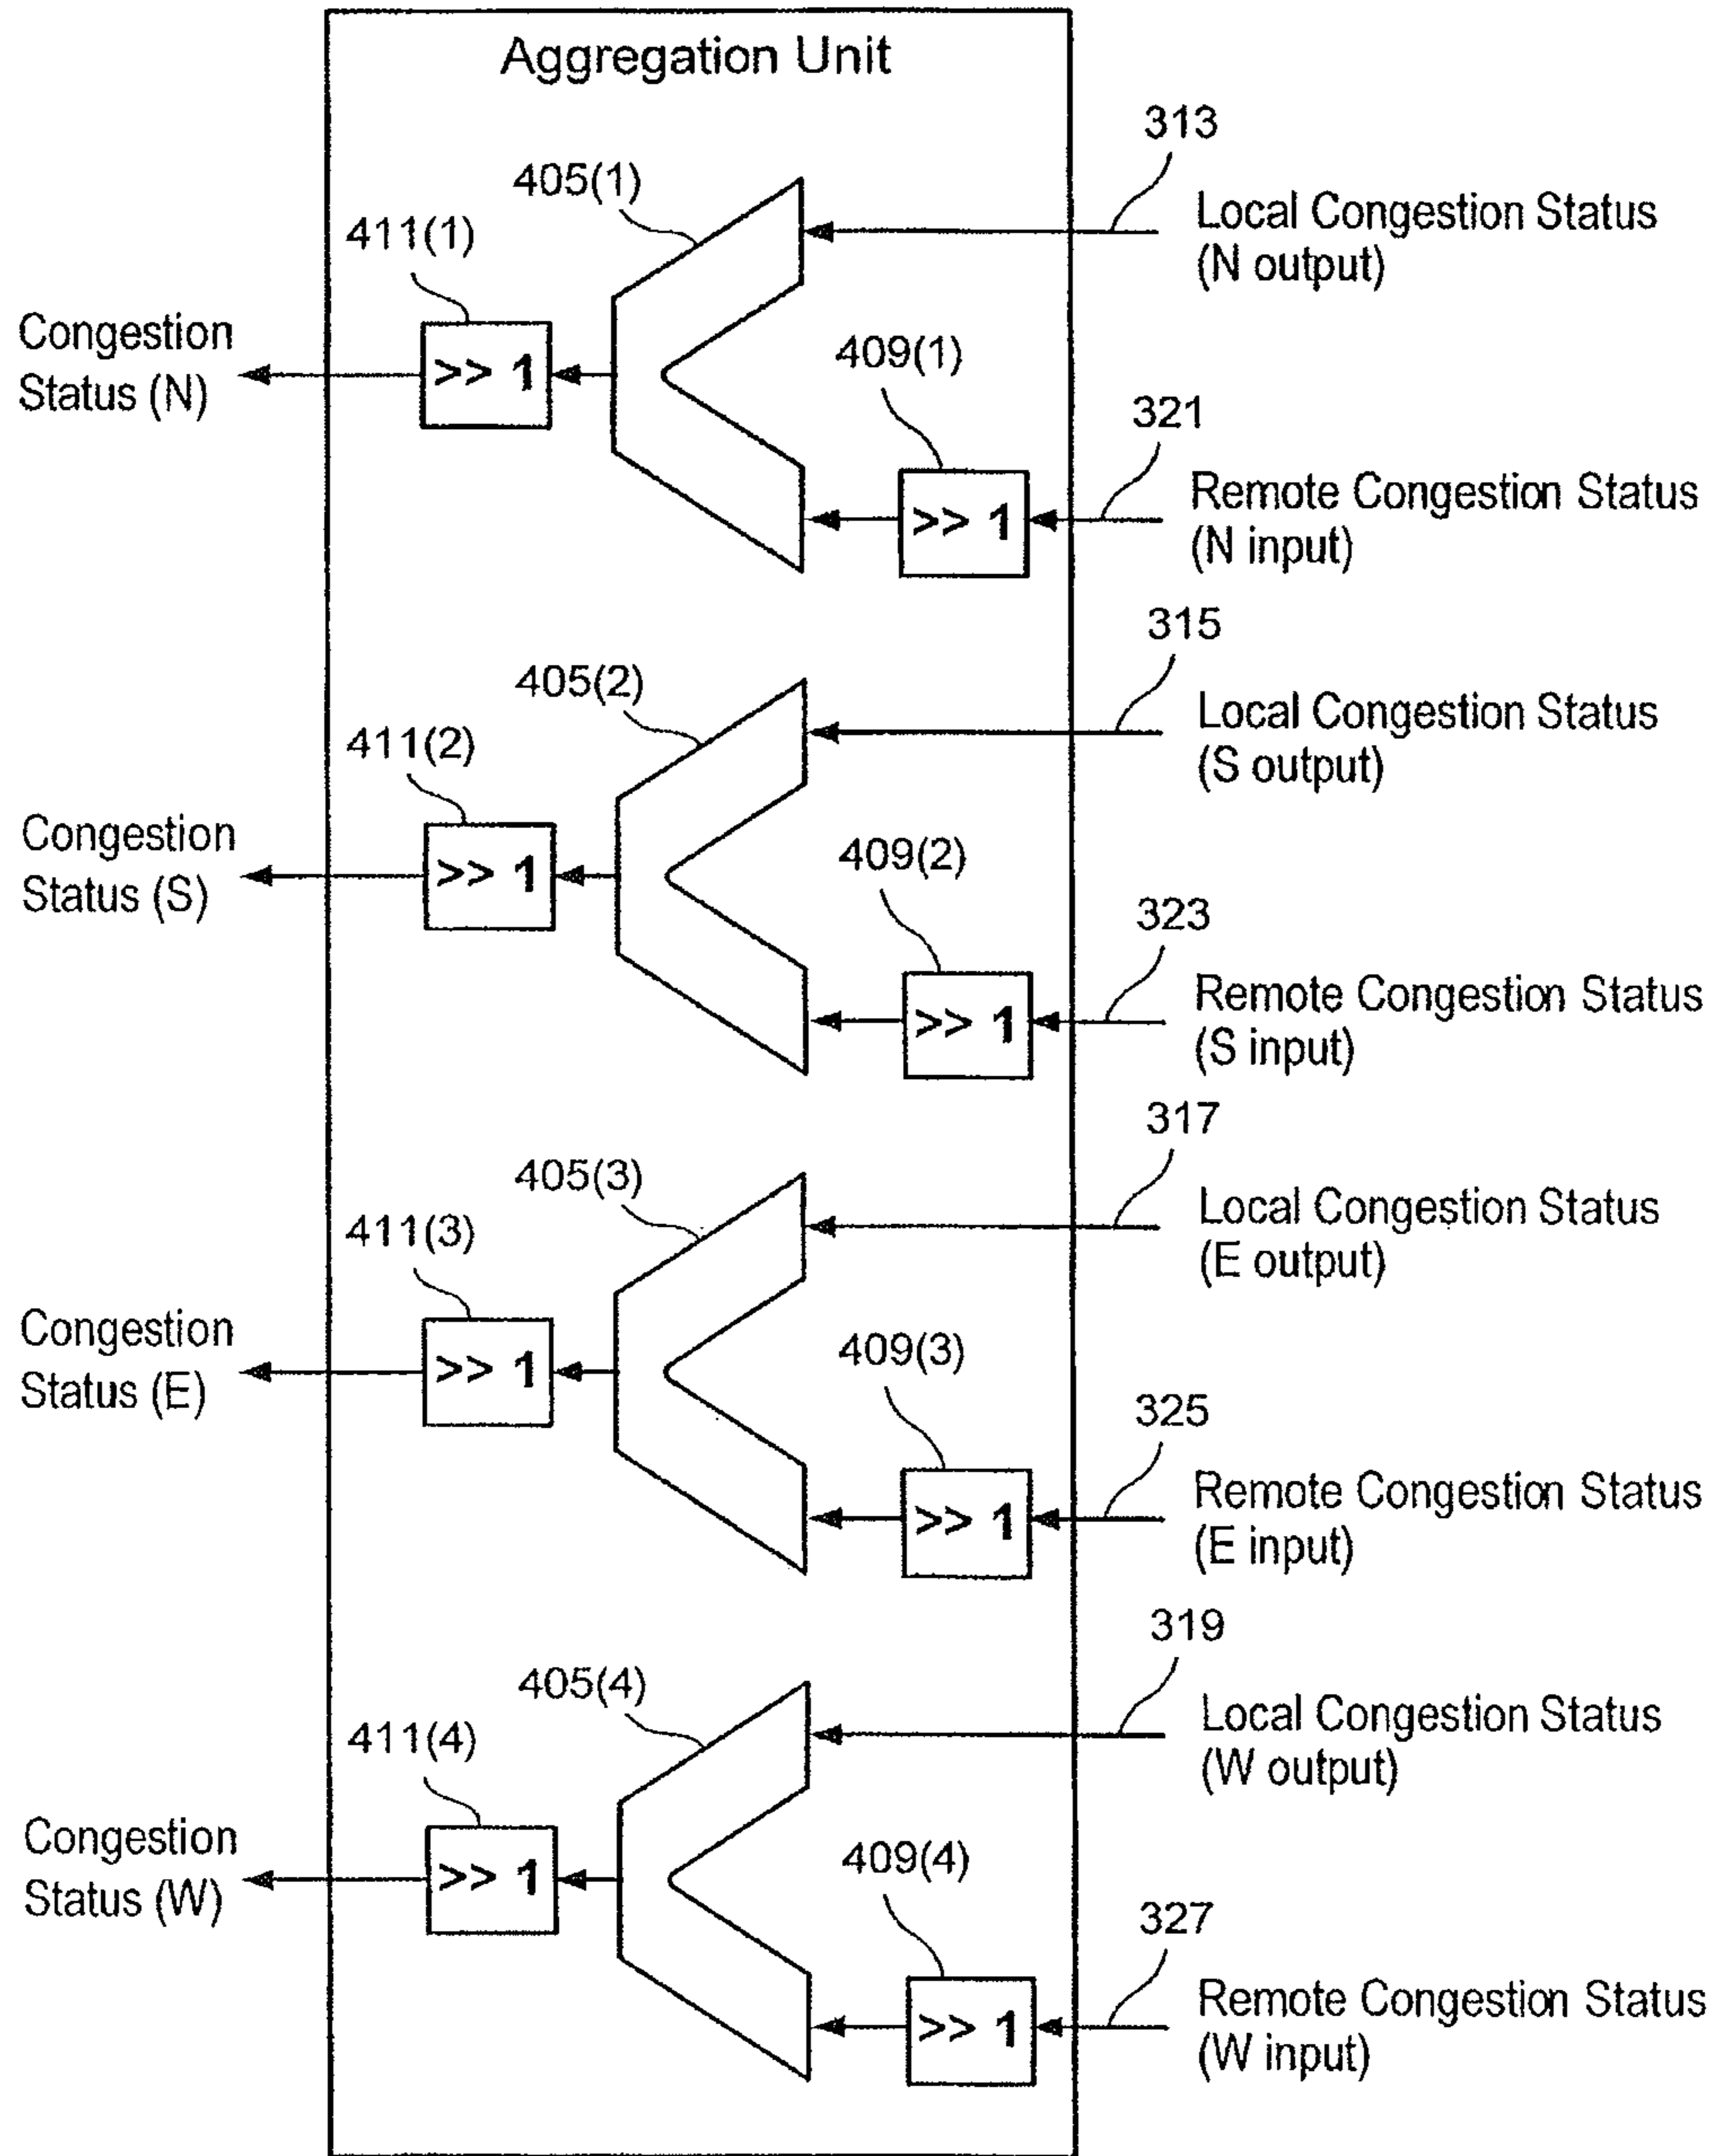 Aggregation Unit
313
405(1)
Local Congestion Status
(N output)
411(1)
Congestion
Status (N)
>> 1
409(1)
321
>> 1
Remote Congestion Status
(N input)
315
405(2)
Local Congestion Status
(S output)
411(2)
Congestion
Status (S)
>> 1
409(2)
323
>> 1
Remote Congestion Status
(S input)
317
405(3)
Local Congestion Status
(E output)
411(3)
Congestion
Status (E)
>> 1
409(3)
325
>> 1
Remote Congestion Status
(E input)
319
405(4)
Local Congestion Status
(W output)
411(4)
Congestion
Status (W)
>> 1
409(4)
327
>> 1
Remote Congestion Status
(W input)